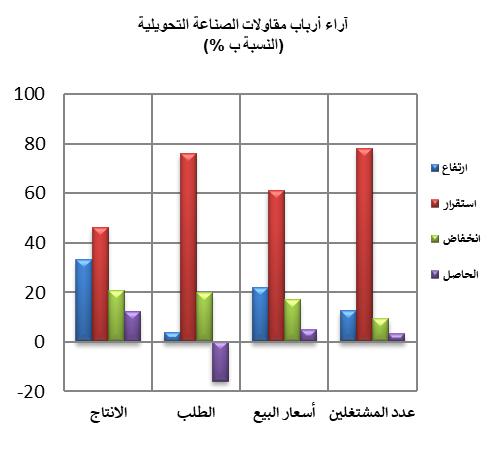 آراء أرباب مقاولات الصناعة التحويلية
(النسبة ب %)
100
80
60
40
20
0
-20
ارتفاع
استقرار
انخفاض
الحاصل
الانتاج
الطلب
أسعار البيع
عدد المشتغلين